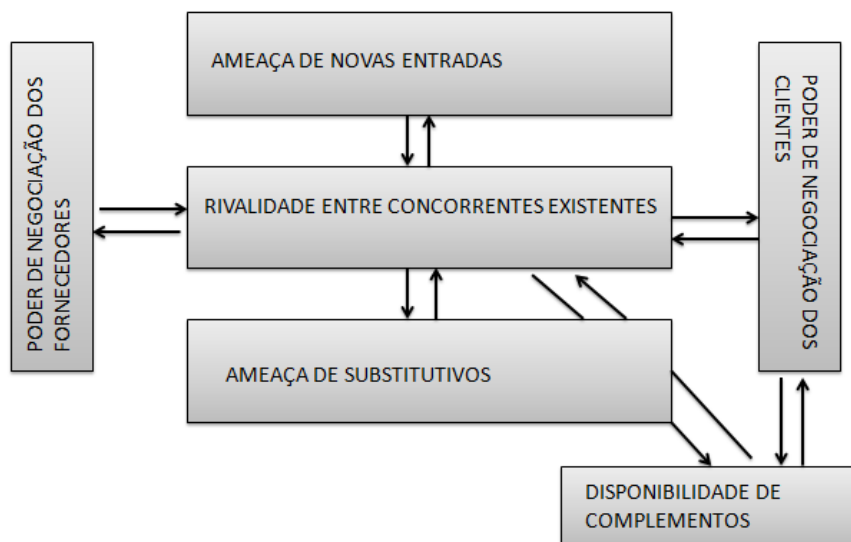 AMEAÇA DE NOVAS ENTRADAS
PODER DE NEGOCIAÇÃO DOS
FORNECEDORES
RIVALIDADE ENTRE CONCORRENTES EXISTENTES
PODER DE NEGOCIAÇÃO DOS
CLIENTES
AMEAÇA DE SUBSTITUTIVOS
DISPONIBILIDADE DE
COMPLEMENTOS